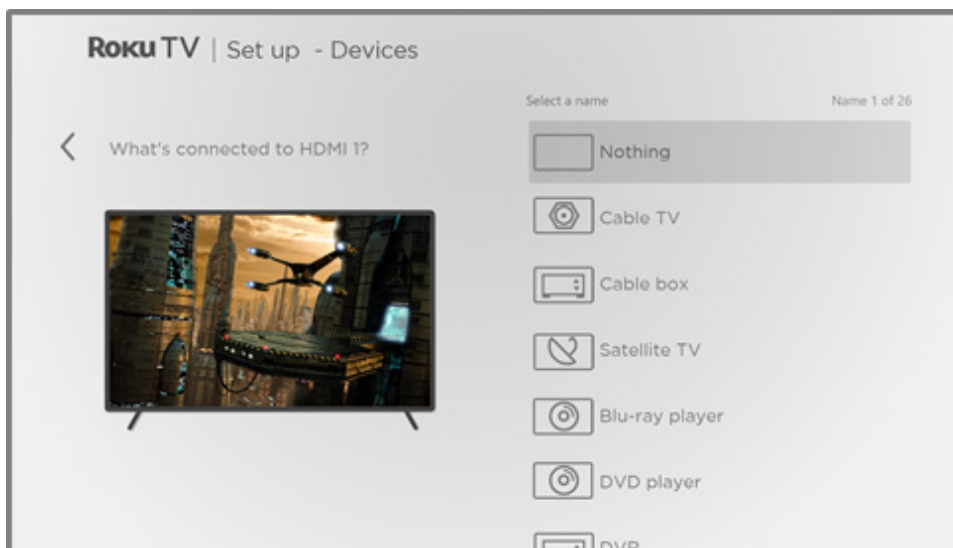 Roku TV | Set up - Devices
Select a name
Name 1 of 26
What's connected to HDMI 1?
Nothing
Cable TV
Cable box
Satellite TV
Blu-ray player
DVD player
DVR